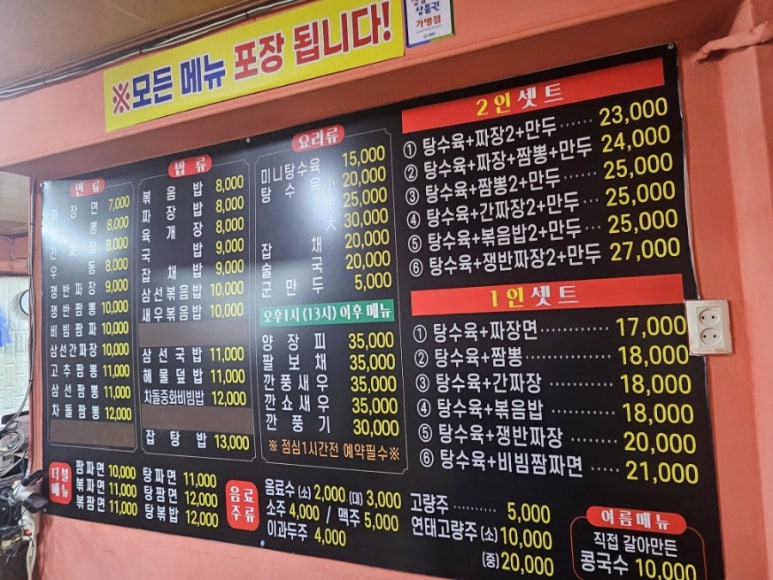 상품권
가맹점
※모든 메뉴 포장 됩니다!
면 류
짜 장 면 7,000
8,000
8,000
8,000
8,000
쟁반짜장 10,000
쟁반짬뽕 10,000
비빔짬짜 10,000
삼선간짜장 10,000
고추짬뽕 11,000
삼선짬뽕 11,000
차돌짬뽕 12,000
밥 류
볶 음 밥 8,000
짜 장 밥 8,000
육 개 장 8,000
국 밥 9,000
잡 채 밥 9,000
삼선볶음밥 10,000
새우볶음밥 10,000
삼선국밥 11,000
해물덮밥 11,000
차돌중화비빔밥 12,000
잡 탕 밥 13,000
요리류
미니탕수육 15,000
탕 수 육 小 20,000
中 25,000
大 30,000
잡 채 20,000
술 국 20,000
군 만 두 5,000
오후1시 (13시) 이후 메뉴
양 장 피 35,000
팔 보 채 35,000
깐풍새우 35,000
깐쇼새우 35,000
깐 풍 기 30,000
※ 점심1시간전 예약필수※
2인셋트
① 탕수육+짜장2+만두 ······ 23,000
② 탕수육+짜장+짬뽕+만두 24,000
③ 탕수육+짬뽕2+만두 ··· 25,000
④ 탕수육+간짜장2+만두 ··· 25,000
⑤ 탕수육+볶음밥2+만두 ··· 25,000
⑥ 탕수육+쟁반짜장2+만두 27,000
1인셋트
① 탕수육+짜장면 ········· 17,000
② 탕수육+짬뽕 ············ 18,000
③ 탕수육+간짜장 ········· 18,000
④ 탕수육+볶음밥 ········· 18,000
⑤ 탕수육+쟁반짜장 ······ 20,000
⑥ 탕수육+비빔짬짜면 ··· 21,000
더블
메뉴
짬짜면 10,000 탕짜면 11,000
볶짜면 11,000 탕짬면 12,000
볶짬면 11,000 탕볶밥 12,000
음료
주류
음료수 (소) 2,000 (대) 3,000
소주 4,000 / 맥주 5,000
이과두주 4,000
고량주 ········ 5,000
연태고량주 (소) 10,000
(중) 20,000
여름메뉴
직접 갈아만든
콩국수 10,000